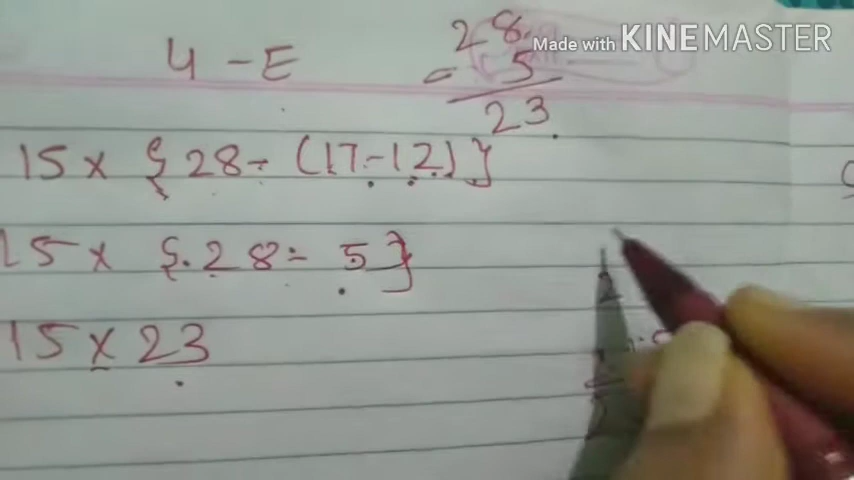 4 - E
28
- 5
23
Made with KINEMASTER
15 × { 28 - (17-12) }
15 × { 28 - 5 }
15 × 23